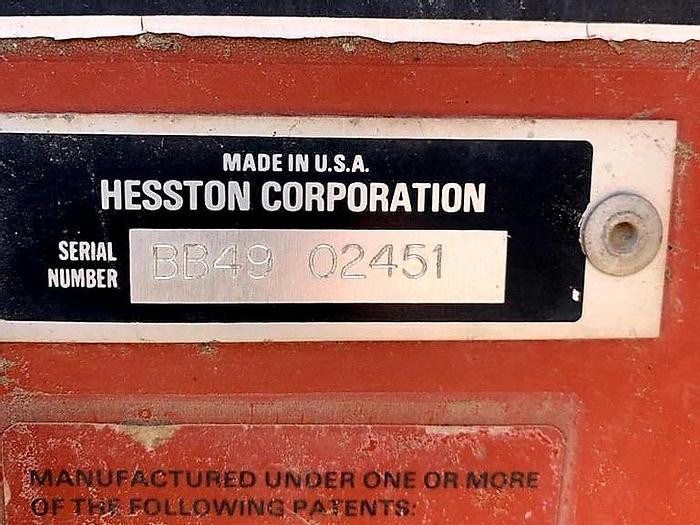 MADE IN U.S.A.
HESSTON CORPORATION
SERIAL NUMBER BB49 02451
MANUFACTURED UNDER ONE OR MORE
OF THE FOLLOWING PATENTS: